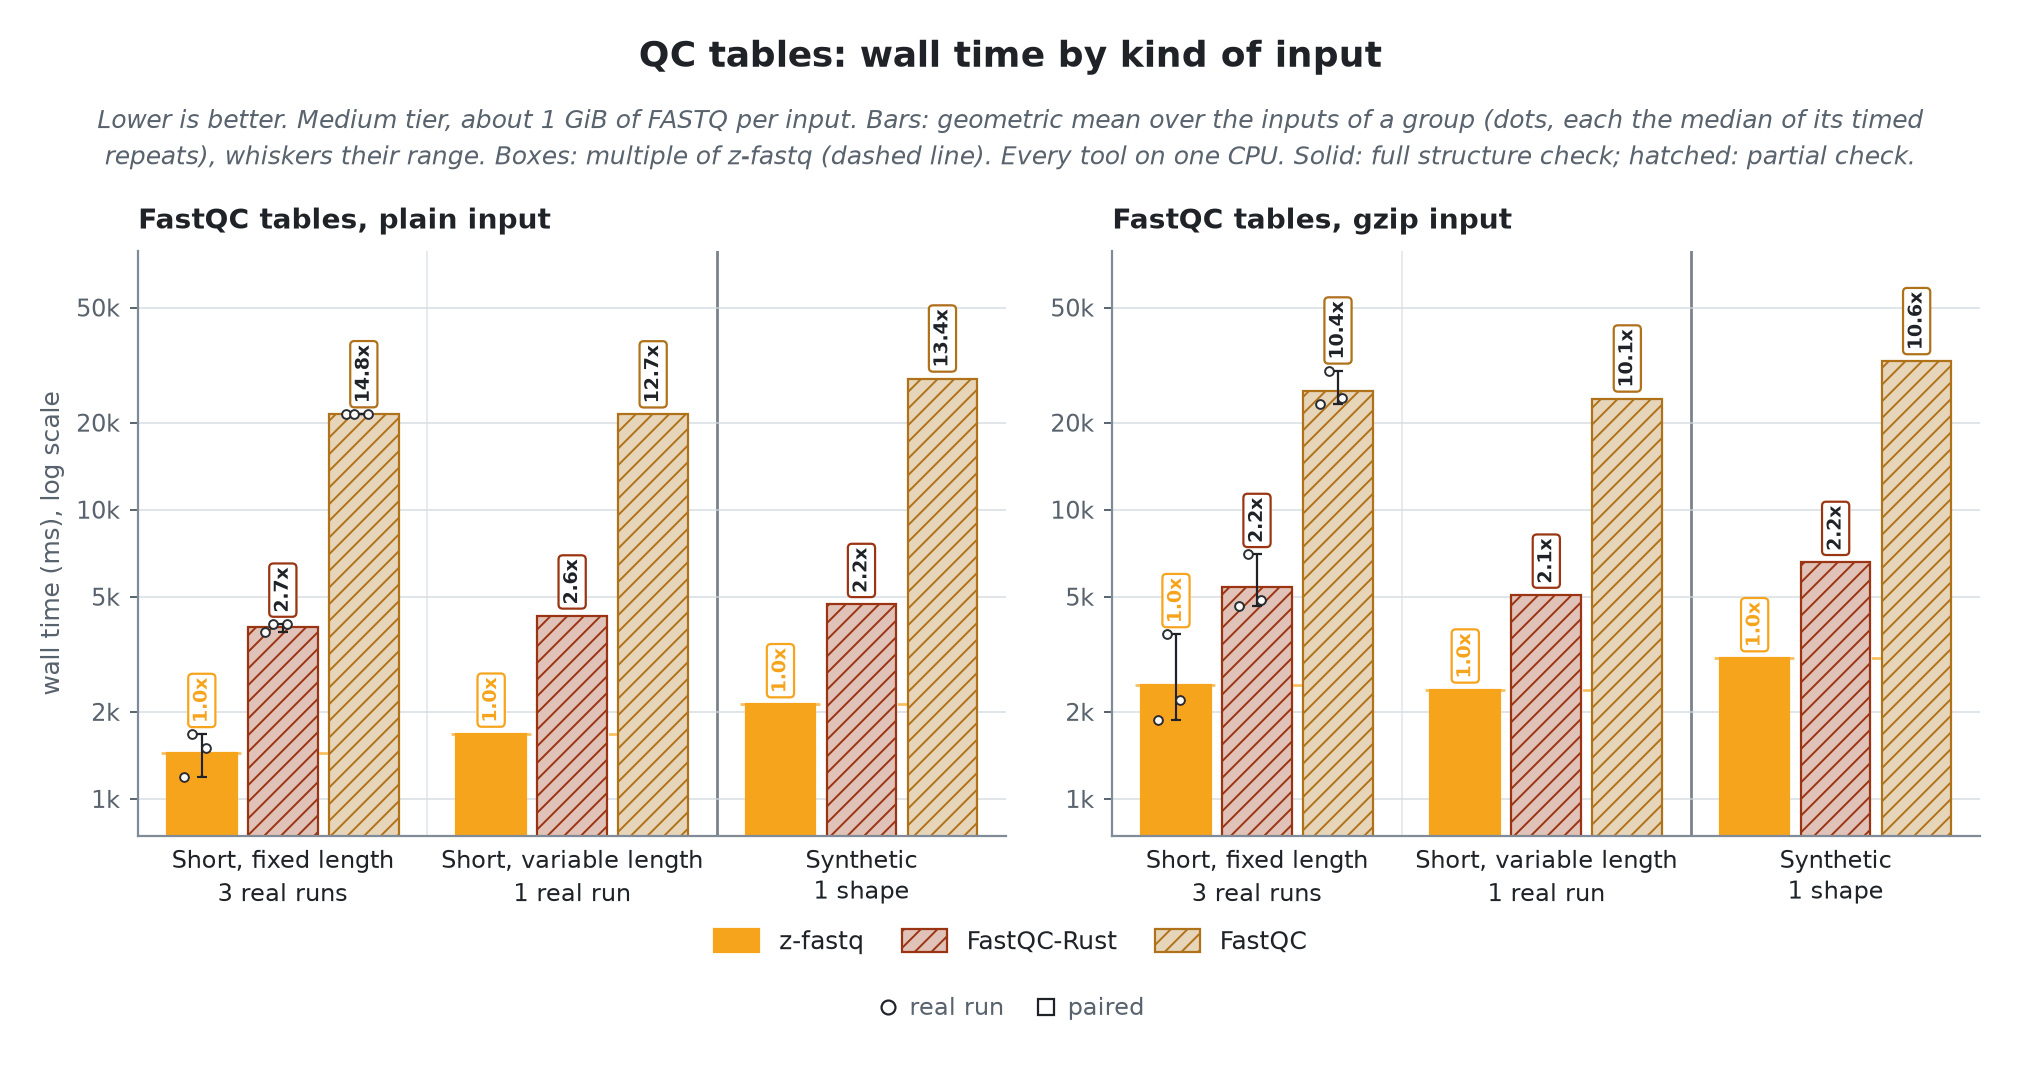 QC tables: wall time by kind of input
Lower is better. Medium tier, about 1 GiB of FASTQ per input. Bars: geometric mean over the inputs of a group (dots, each the median of its timed
repeats), whiskers their range. Boxes: multiple of z-fastq (dashed line). Every tool on one CPU. Solid: full structure check; hatched: partial check.
FastQC tables, plain input
wall time (ms), log scale
50k
20k
10k
5k
2k
1k
1.0x
2.7x
14.8x
1.0x
2.6x
12.7x
1.0x
2.2x
13.4x
Short, fixed length
3 real runs
Short, variable length
1 real run
Synthetic
1 shape
FastQC tables, gzip input
50k
20k
10k
5k
2k
1k
1.0x
2.2x
10.4x
1.0x
2.1x
10.1x
1.0x
2.2x
10.6x
Short, fixed length
3 real runs
Short, variable length
1 real run
Synthetic
1 shape
z-fastq
FastQC-Rust
FastQC
real run
paired